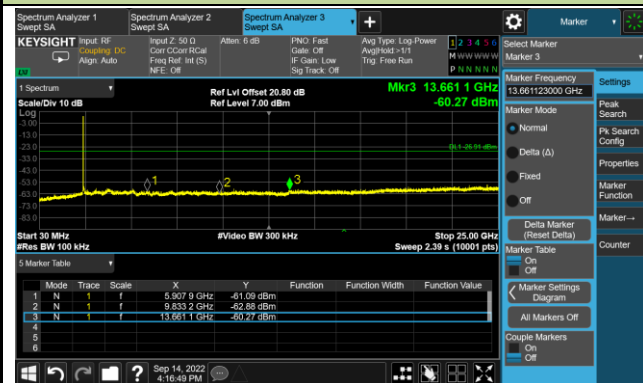 Spectrum Analyzer 1
Swept SA
Spectrum Analyzer 2
Swept SA
Spectrum Analyzer 3
Swept SA
+
Marker
KEYSIGHT
Input: RF
Coupling: DC
Align: Auto
Input Z: 50 Ω
Corr CCorr RCal
Freq Ref: Int (S)
NFE: Off
Atten: 6 dB
PNO: Fast
Gate: Off
IF Gain: Low
Sig Track: Off
Avg Type: Log-Power
Avg|Hold:>1/1
Trig: Free Run
1 2 3 4 5 6
M W W W W W
P N N N N N
Select Marker
Marker 3
1 Spectrum
Scale/Div 10 dB
Ref Lvl Offset 20.80 dB
Ref Level 7.00 dBm
Mkr3 13.661 1 GHz
-60.27 dBm
Log
-3.00
-13.0
-23.0
-33.0
-43.0
-53.0
-63.0
-73.0
-83.0
DL1 -26.91 dBm
1
2
3
Start 30 MHz
#Video BW 300 kHz
Stop 25.00 GHz
#Res BW 100 kHz
Sweep 2.39 s (10001 pts)
5 Marker Table
Mode Trace Scale X Y Function Function Width Function Value
1 N 1 f 5.907 9 GHz -61.09 dBm
2 N 1 f 9.833 2 GHz -62.88 dBm
3 N 1 f 13.661 1 GHz -60.27 dBm
4
5
6
Marker Frequency
13.661123000 GHz
Marker Mode
Normal
Delta (Δ)
Fixed
Off
Delta Marker
(Reset Delta)
Marker Table
On
Off
Marker Settings
Diagram
All Markers Off
Couple Markers
On
Off
Settings
Peak
Search
Pk Search
Config
Properties
Marker
Function
Marker→
Counter
?
Sep 14, 2022
4:16:49 PM